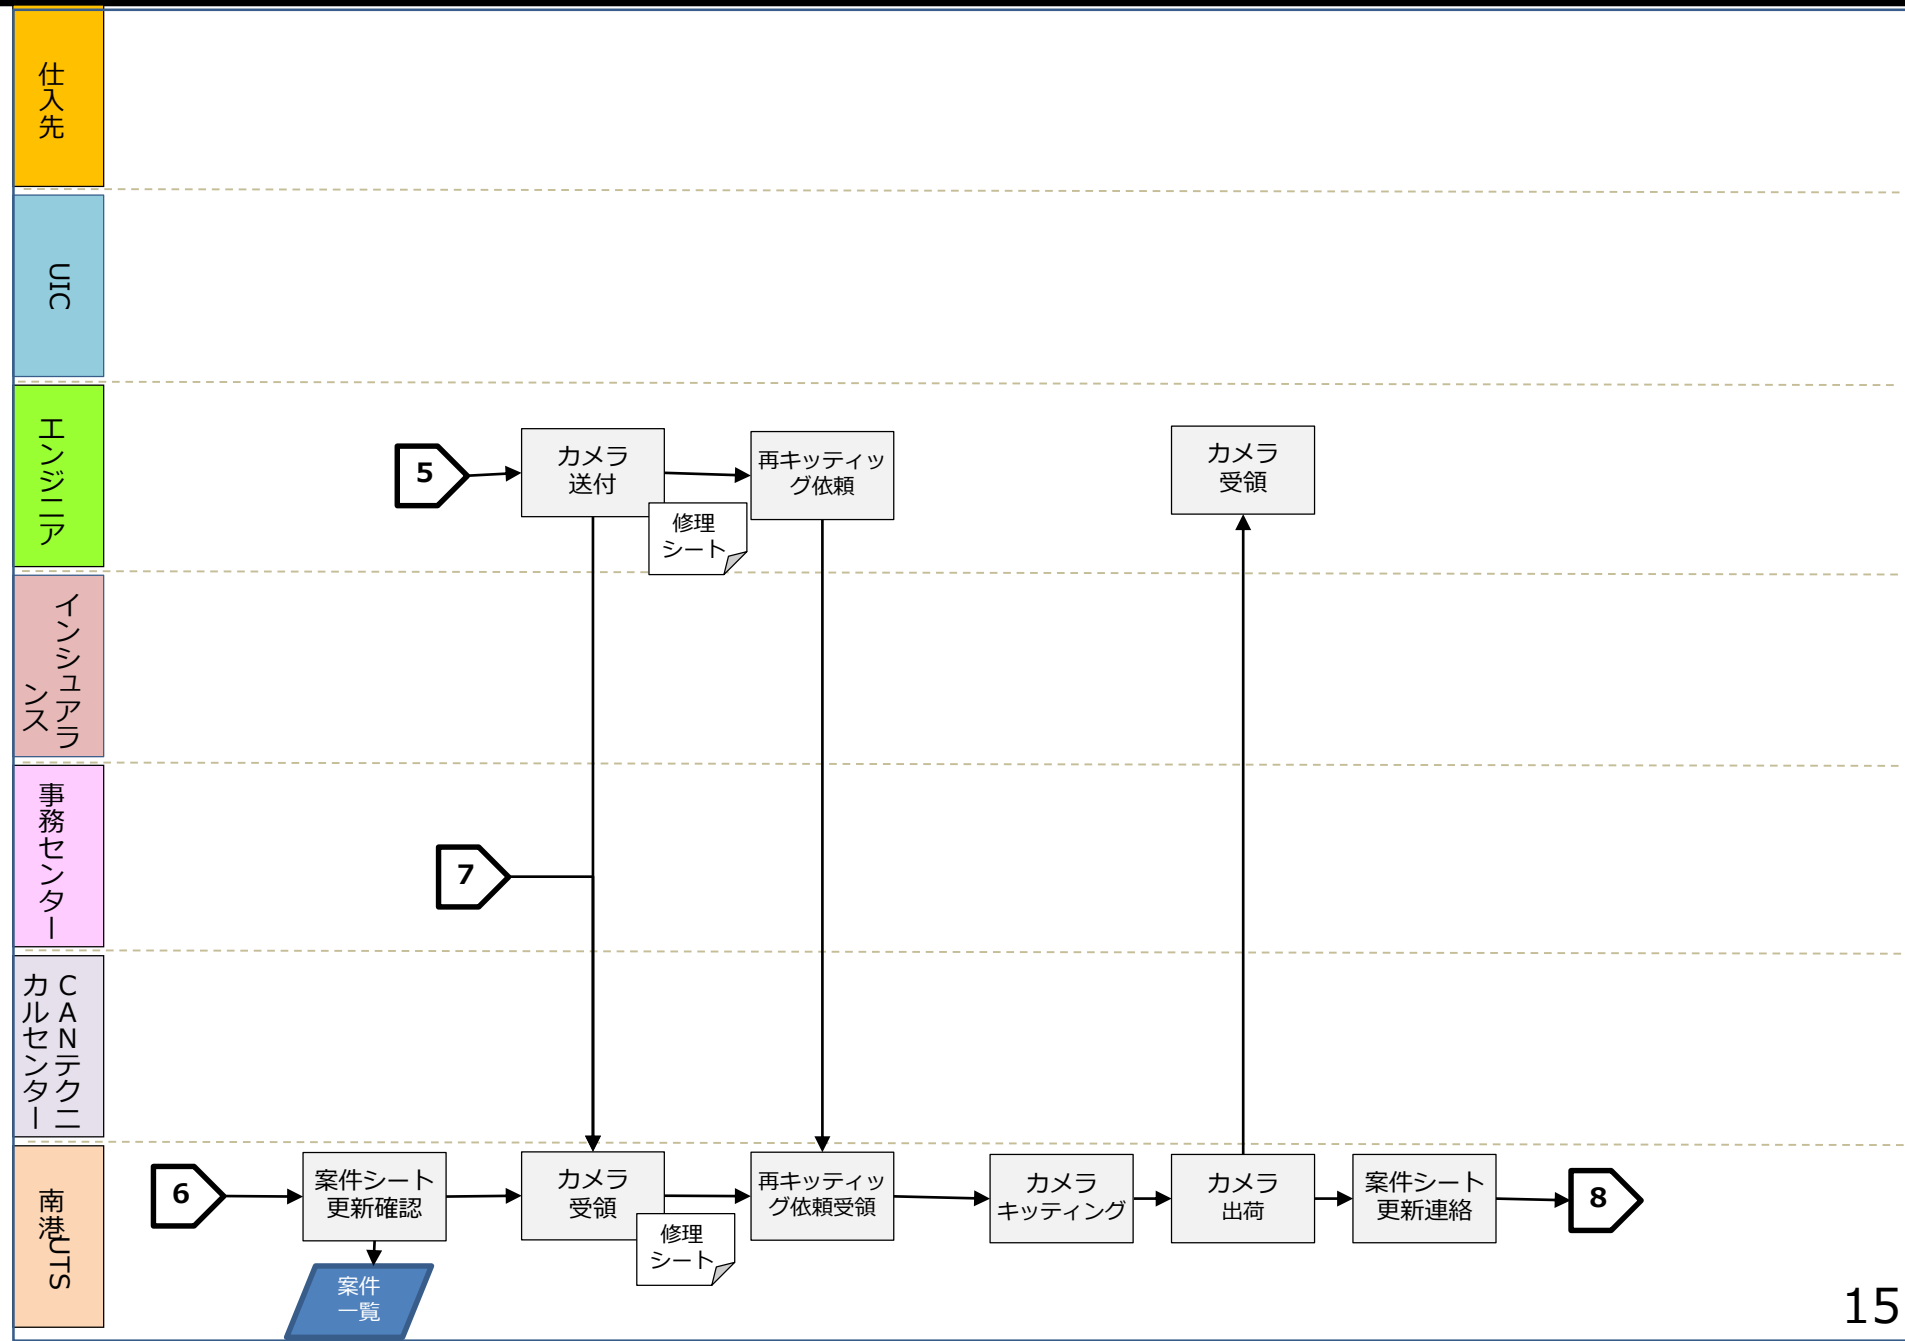 仕入先
UIC
エンジニア
5
カメラ
送付
修理
シート
再キッティッ
グ依頼
カメラ
受領
インシュアラ
ンス
事務センター
7
CANテクニ
カルセンター
南港UTS
6
案件シート
更新確認
案件
一覧
カメラ
受領
修理
シート
再キッティッ
グ依頼受領
カメラ
キッティング
カメラ
出荷
案件シート
更新連絡
8
15